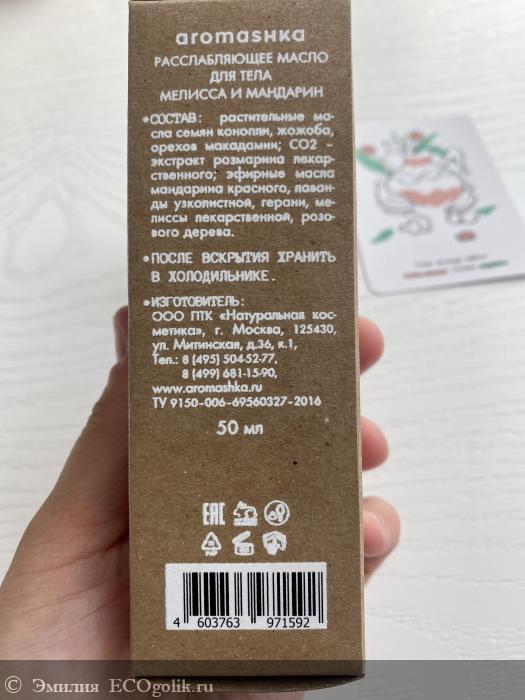 aromaшka
РАССЛАБЛЯЮЩЕЕ МАСЛО
ДЛЯ ТЕЛА
МЕЛИССА И МАНДАРИН
•СОСТАВ: растительные ма-
сла семян конопли, жожоба,
орехов макадамии; СО2 -
экстракт розмарина лекар-
ственного; эфирные масла
мандарина красного, лаван-
ды узколистной, герани, ме-
лиссы лекарственной, розо-
вого дерева.
•ПОСЛЕ ВСКРЫТИЯ ХРАНИТЬ
В ХОЛОДИЛЬНИКЕ.
•ИЗГОТОВИТЕЛЬ:
ООО ПТК «Натуральная кос-
метика», г. Москва, 125430,
ул. Митинская, д.36, к.1,
Тел.: 8 (495) 504-52-77,
8 (499) 681-15-90,
www.aromashka.ru
ТУ 9150-006-69560327-2016
50 мл
EAC
PAP
4 603763 971592
© Эмилия ECOgolik.ru